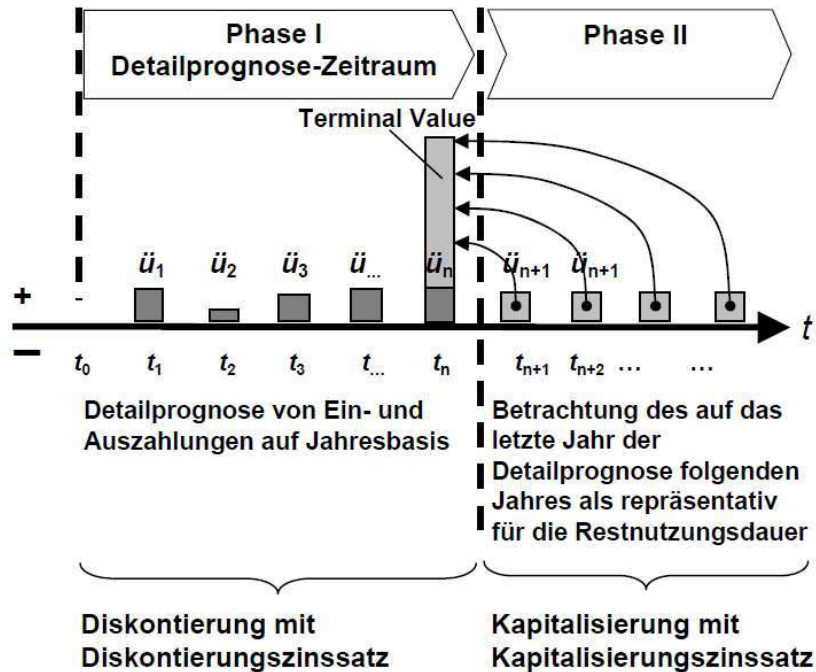 Phase I
Detailprognose-Zeitraum
Phase II
Terminal Value
ü1 ü2 ü3 ü... ün ün+1 ün+1
+
−
t
t0 t1 t2 t3 t... tn tn+1 tn+2 ... ...
Detailprognose von Ein- und
Auszahlungen auf Jahresbasis
Betrachtung des auf das
letzte Jahr der
Detailprognose folgenden
Jahres als repräsentativ
für die Restnutzungsdauer
Diskontierung mit
Diskontierungszinssatz
Kapitalisierung mit
Kapitalisierungszinssatz